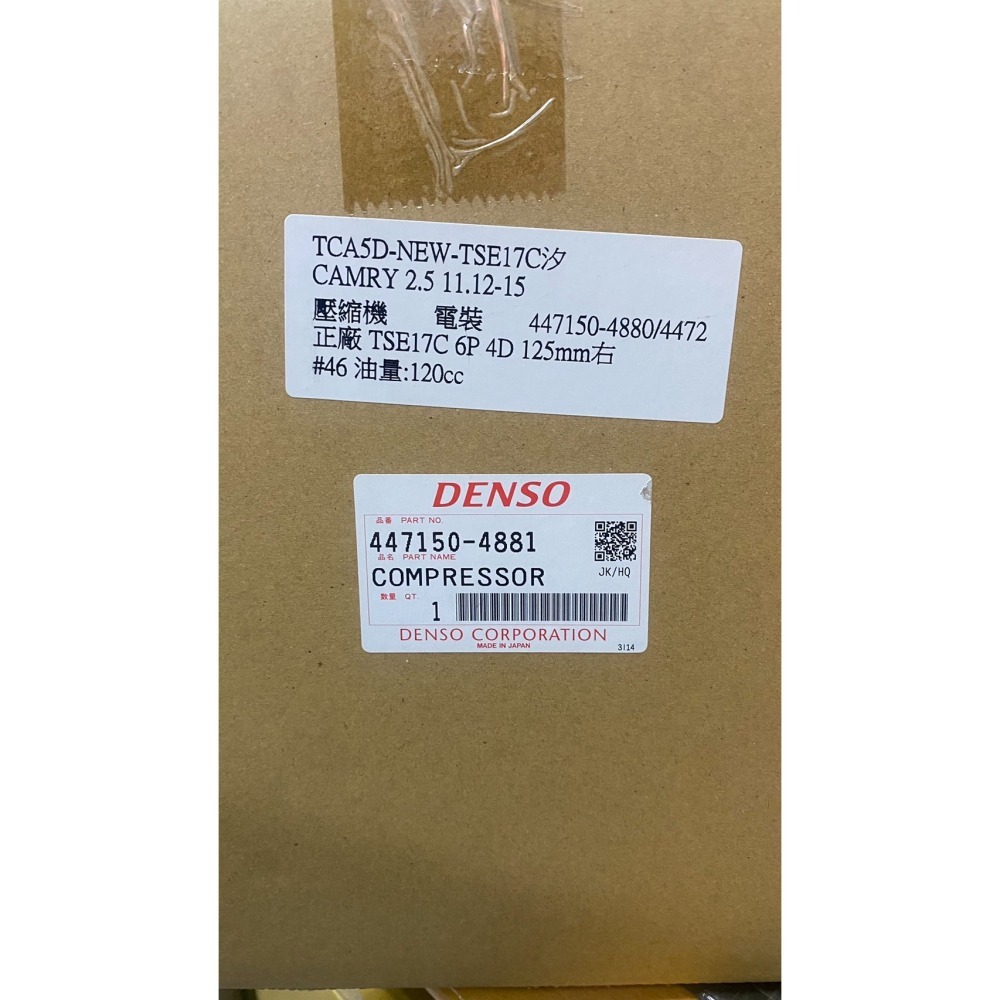 TCA5D-NEW-TSE17C汐
CAMRY 2.5 11.12-15
壓縮機 電裝 447150-4880/4472
正廠 TSE17C 6P 4D 125mm右
#46 油量:120cc
DENSO
品番 PART NO.
447150-4881
品名 PART NAME
COMPRESSOR
JK/HQ
数量 QT.
1
DENSO CORPORATION
MADE IN JAPAN
3114